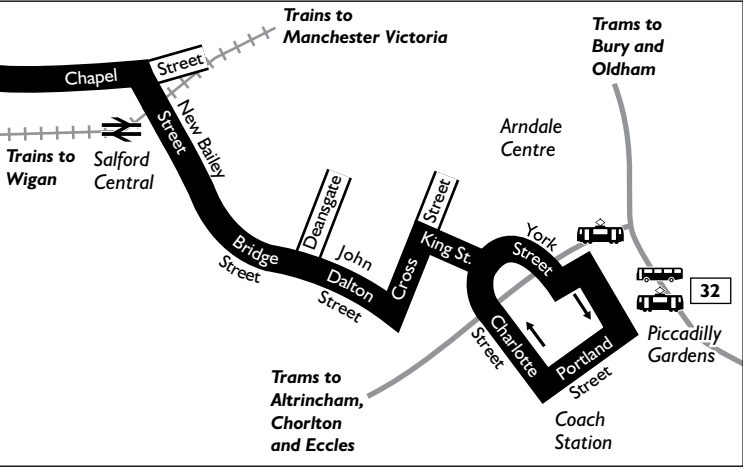 Trains to
Manchester Victoria
Trams to
Bury and
Oldham
Street
Chapel
New Bailey
Street
Arndale
Centre
Trains to
Wigan
Salford
Central
Deansgate
Street
Bridge
Street
John
Dalton
Street
Cross
King St.
York
Street
32
Piccadilly
Gardens
Charlotte
Street
Portland
Street
Trams to
Altrincham,
Chorlton
and Eccles
Coach
Station